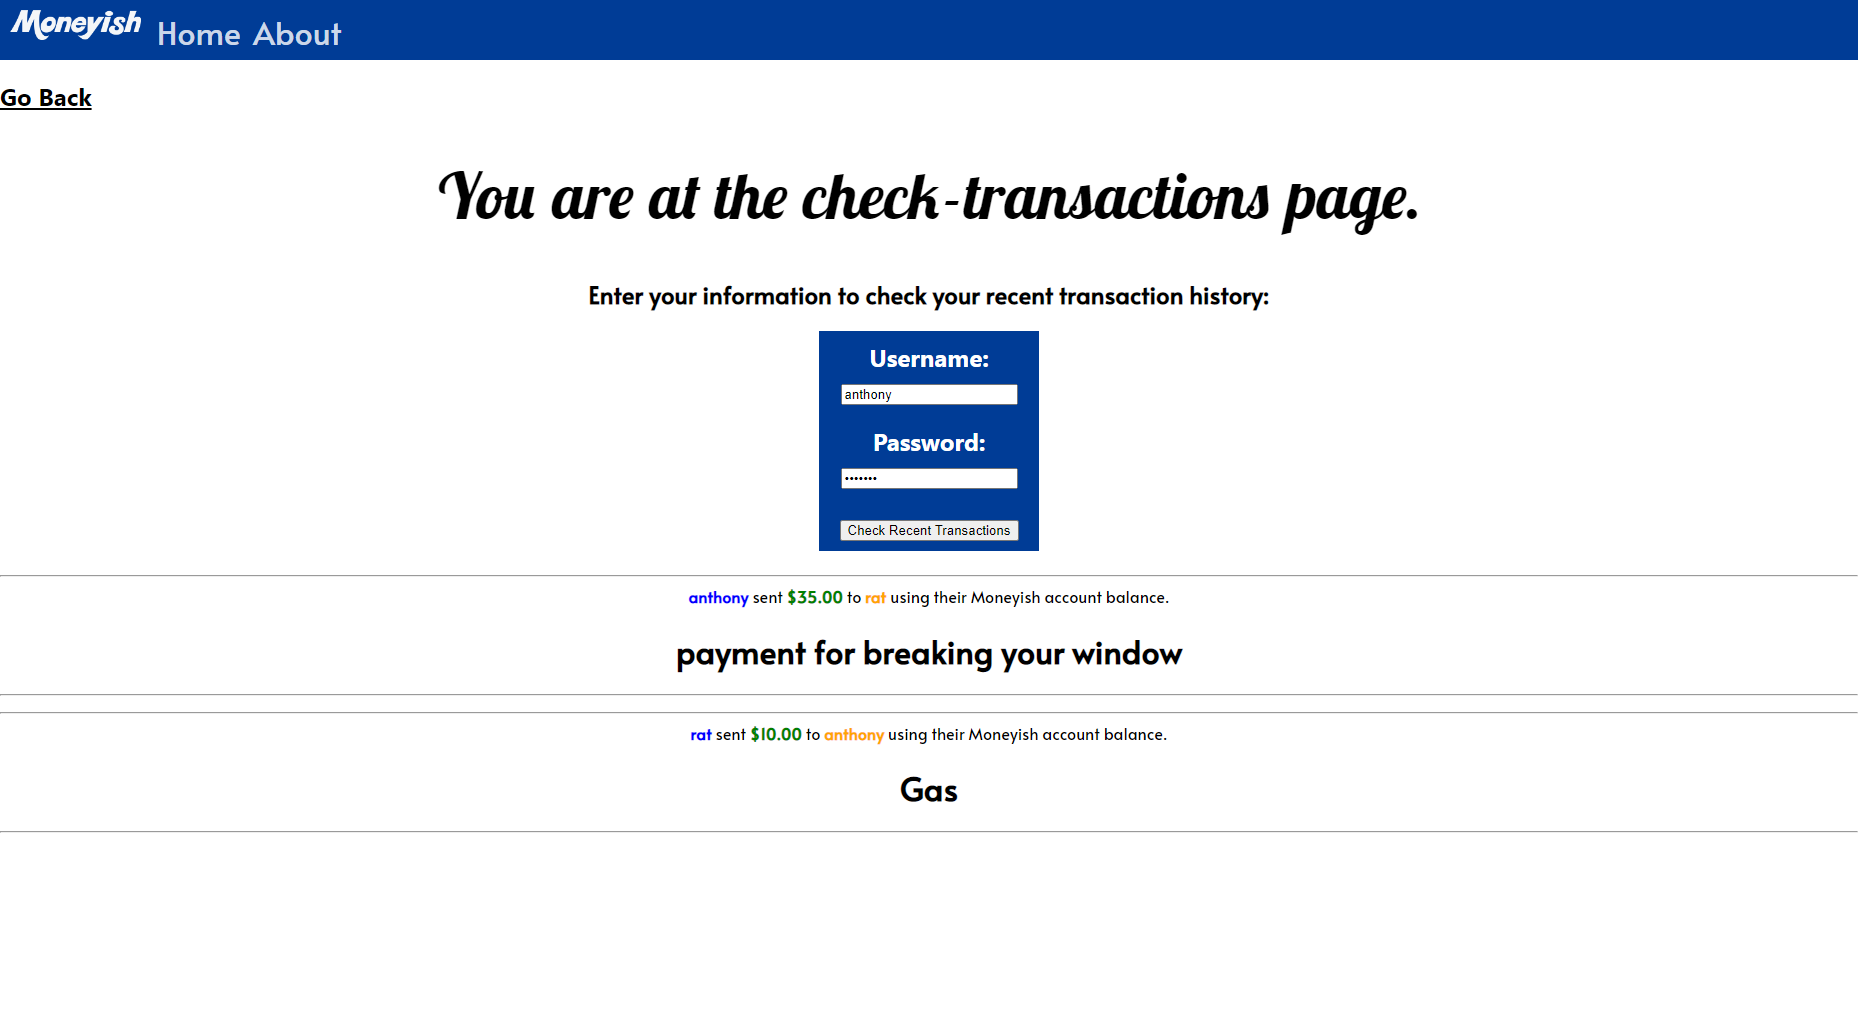 Moneyish Home About
Go Back
You are at the check-transactions page.
Enter your information to check your recent transaction history:
Username:
anthony
Password:
•••••••
Check Recent Transactions
anthony sent $35.00 to rat using their Moneyish account balance.
payment for breaking your window
rat sent $10.00 to anthony using their Moneyish account balance.
Gas